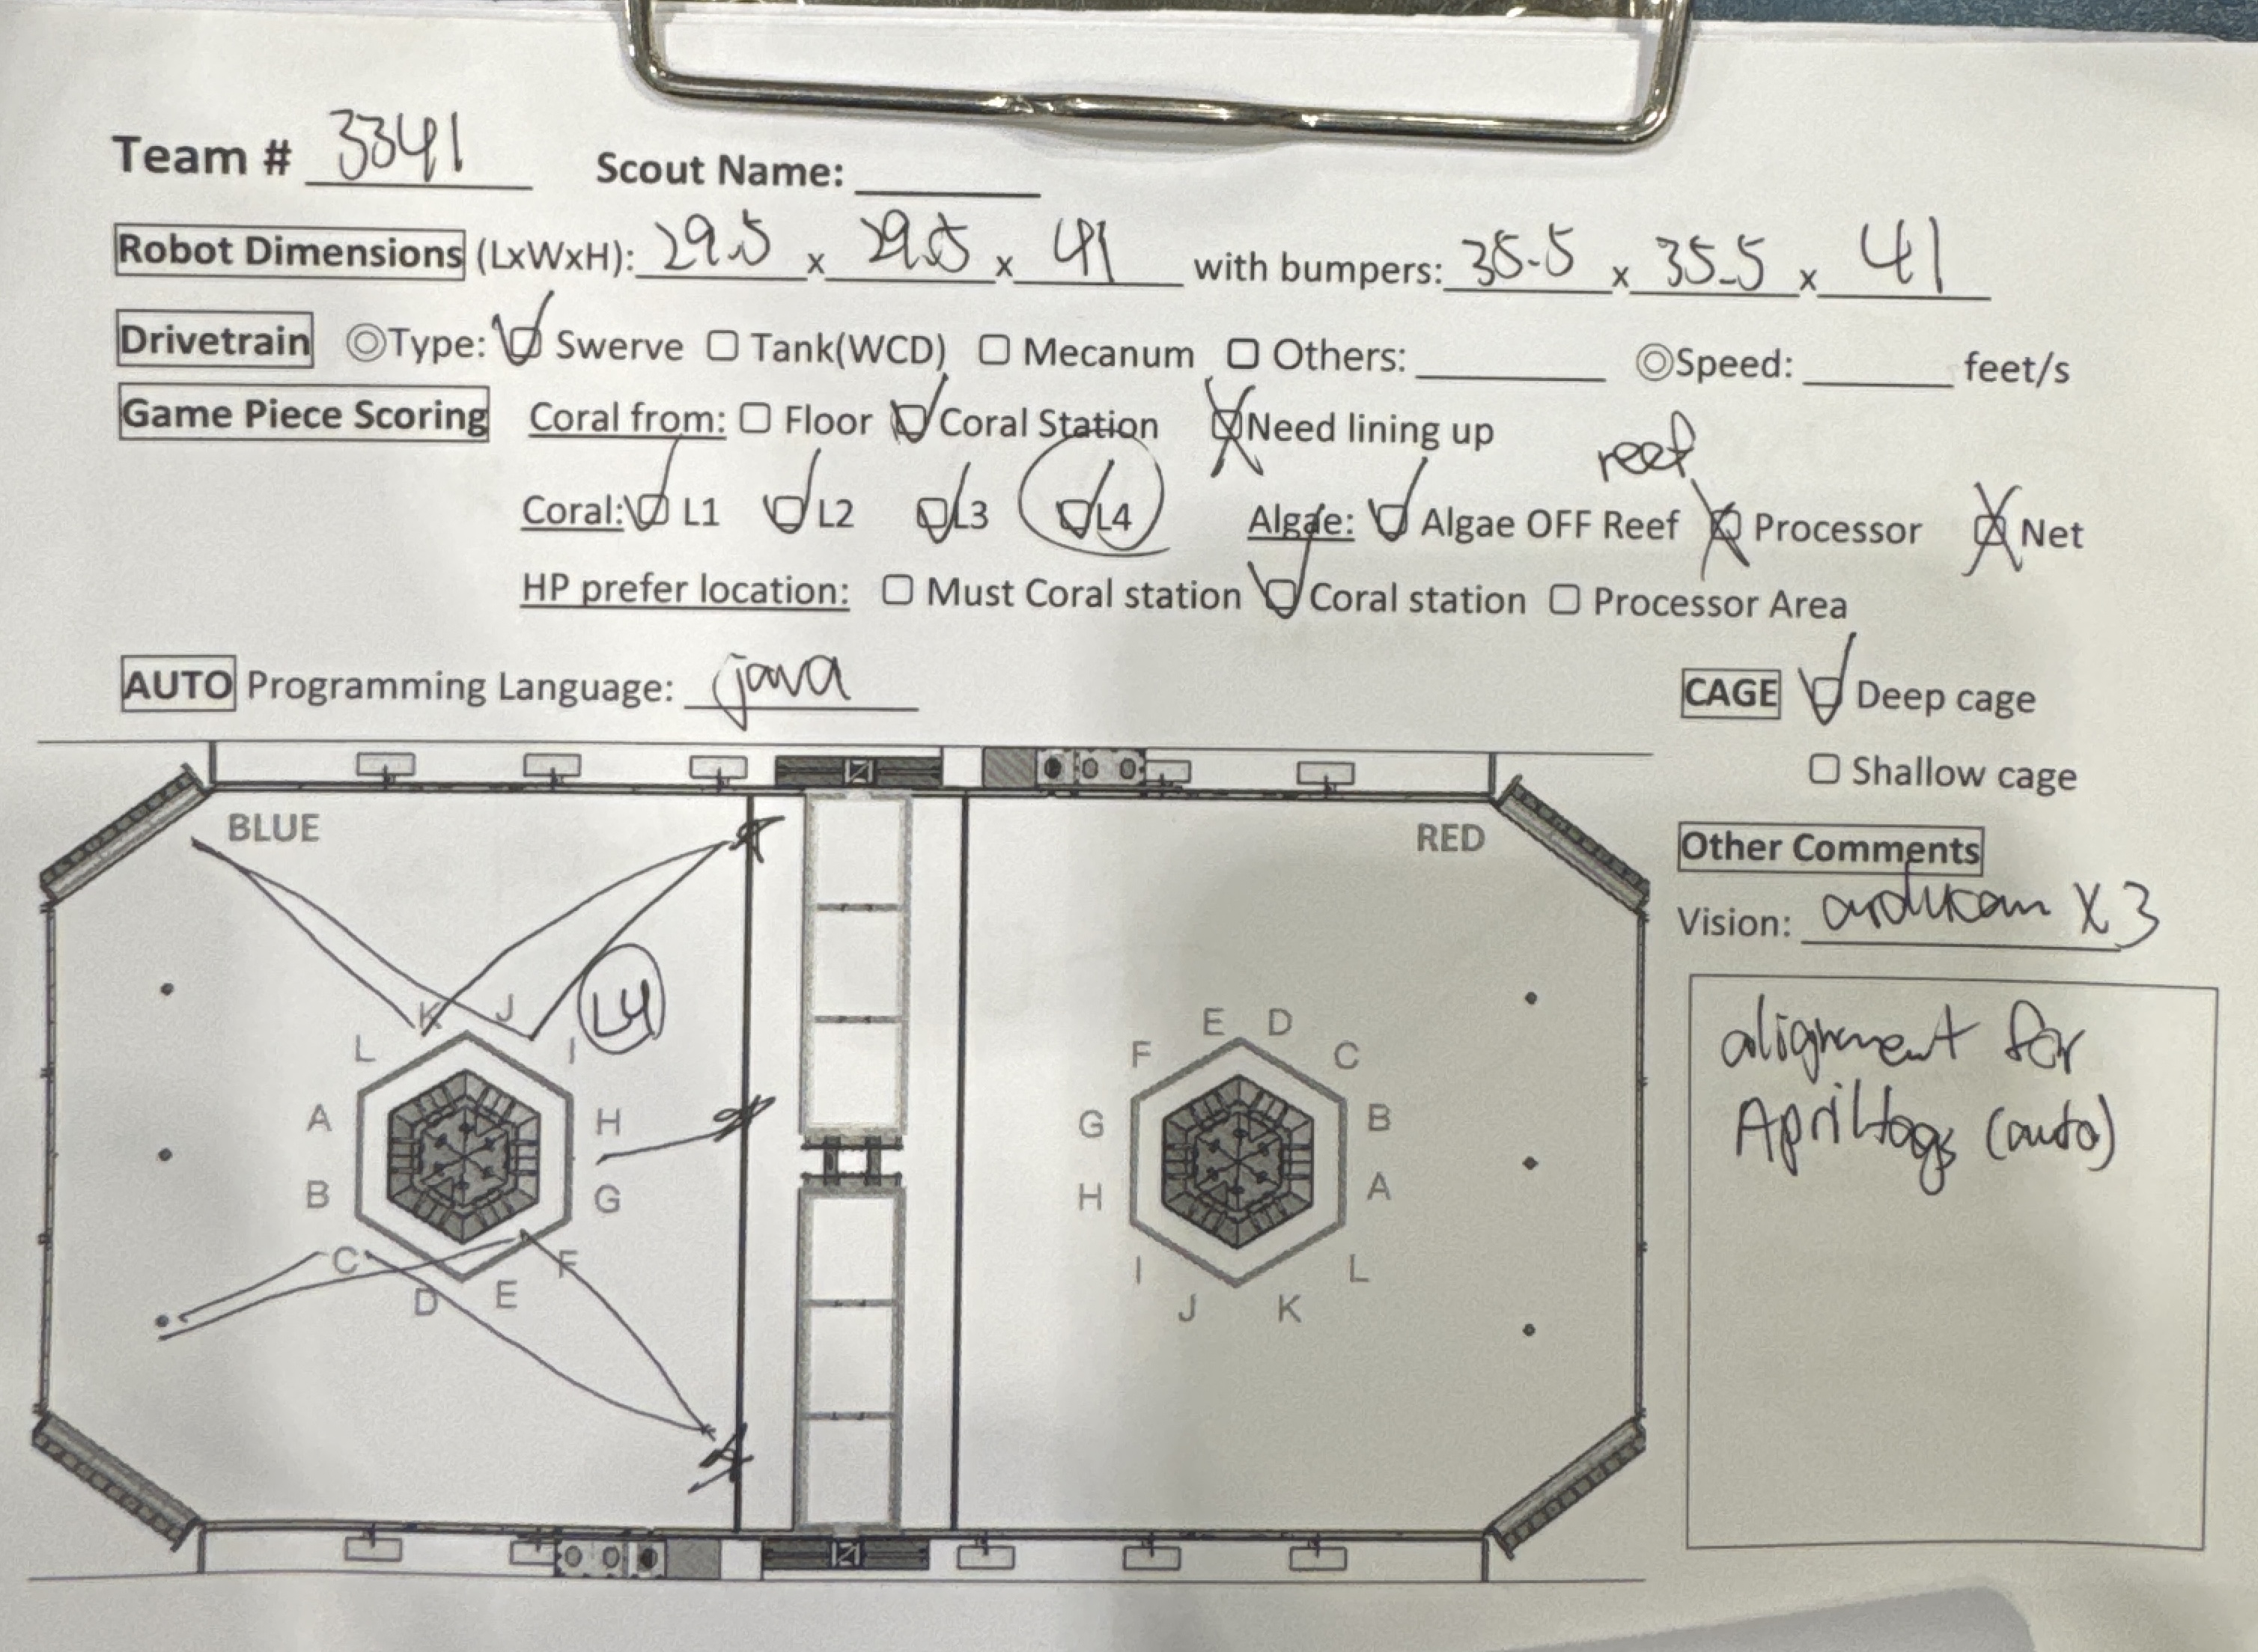 Team # 3341 Scout Name:
Robot Dimensions (LxWxH): 29.5 x 29.5 x 41 with bumpers: 35.5 x 35.5 x 41
Drivetrain ◎Type: Swerve Tank(WCD) Mecanum Others: ◎Speed: feet/s
Game Piece Scoring Coral from: Floor Coral Station Need lining up
reef
Coral: L1 L2 L3 L4 Algae: Algae OFF Reef Processor Net
HP prefer location: Must Coral station Coral station Processor Area
AUTO Programming Language: java
CAGE Deep cage
Shallow cage
BLUE
RED
Other Comments
Vision: arducam X 3
alignment for
Apriltags (auto)
L4
K J
L I
A H
B G
C F
D E
E D
F C
G B
H A
I L
J K